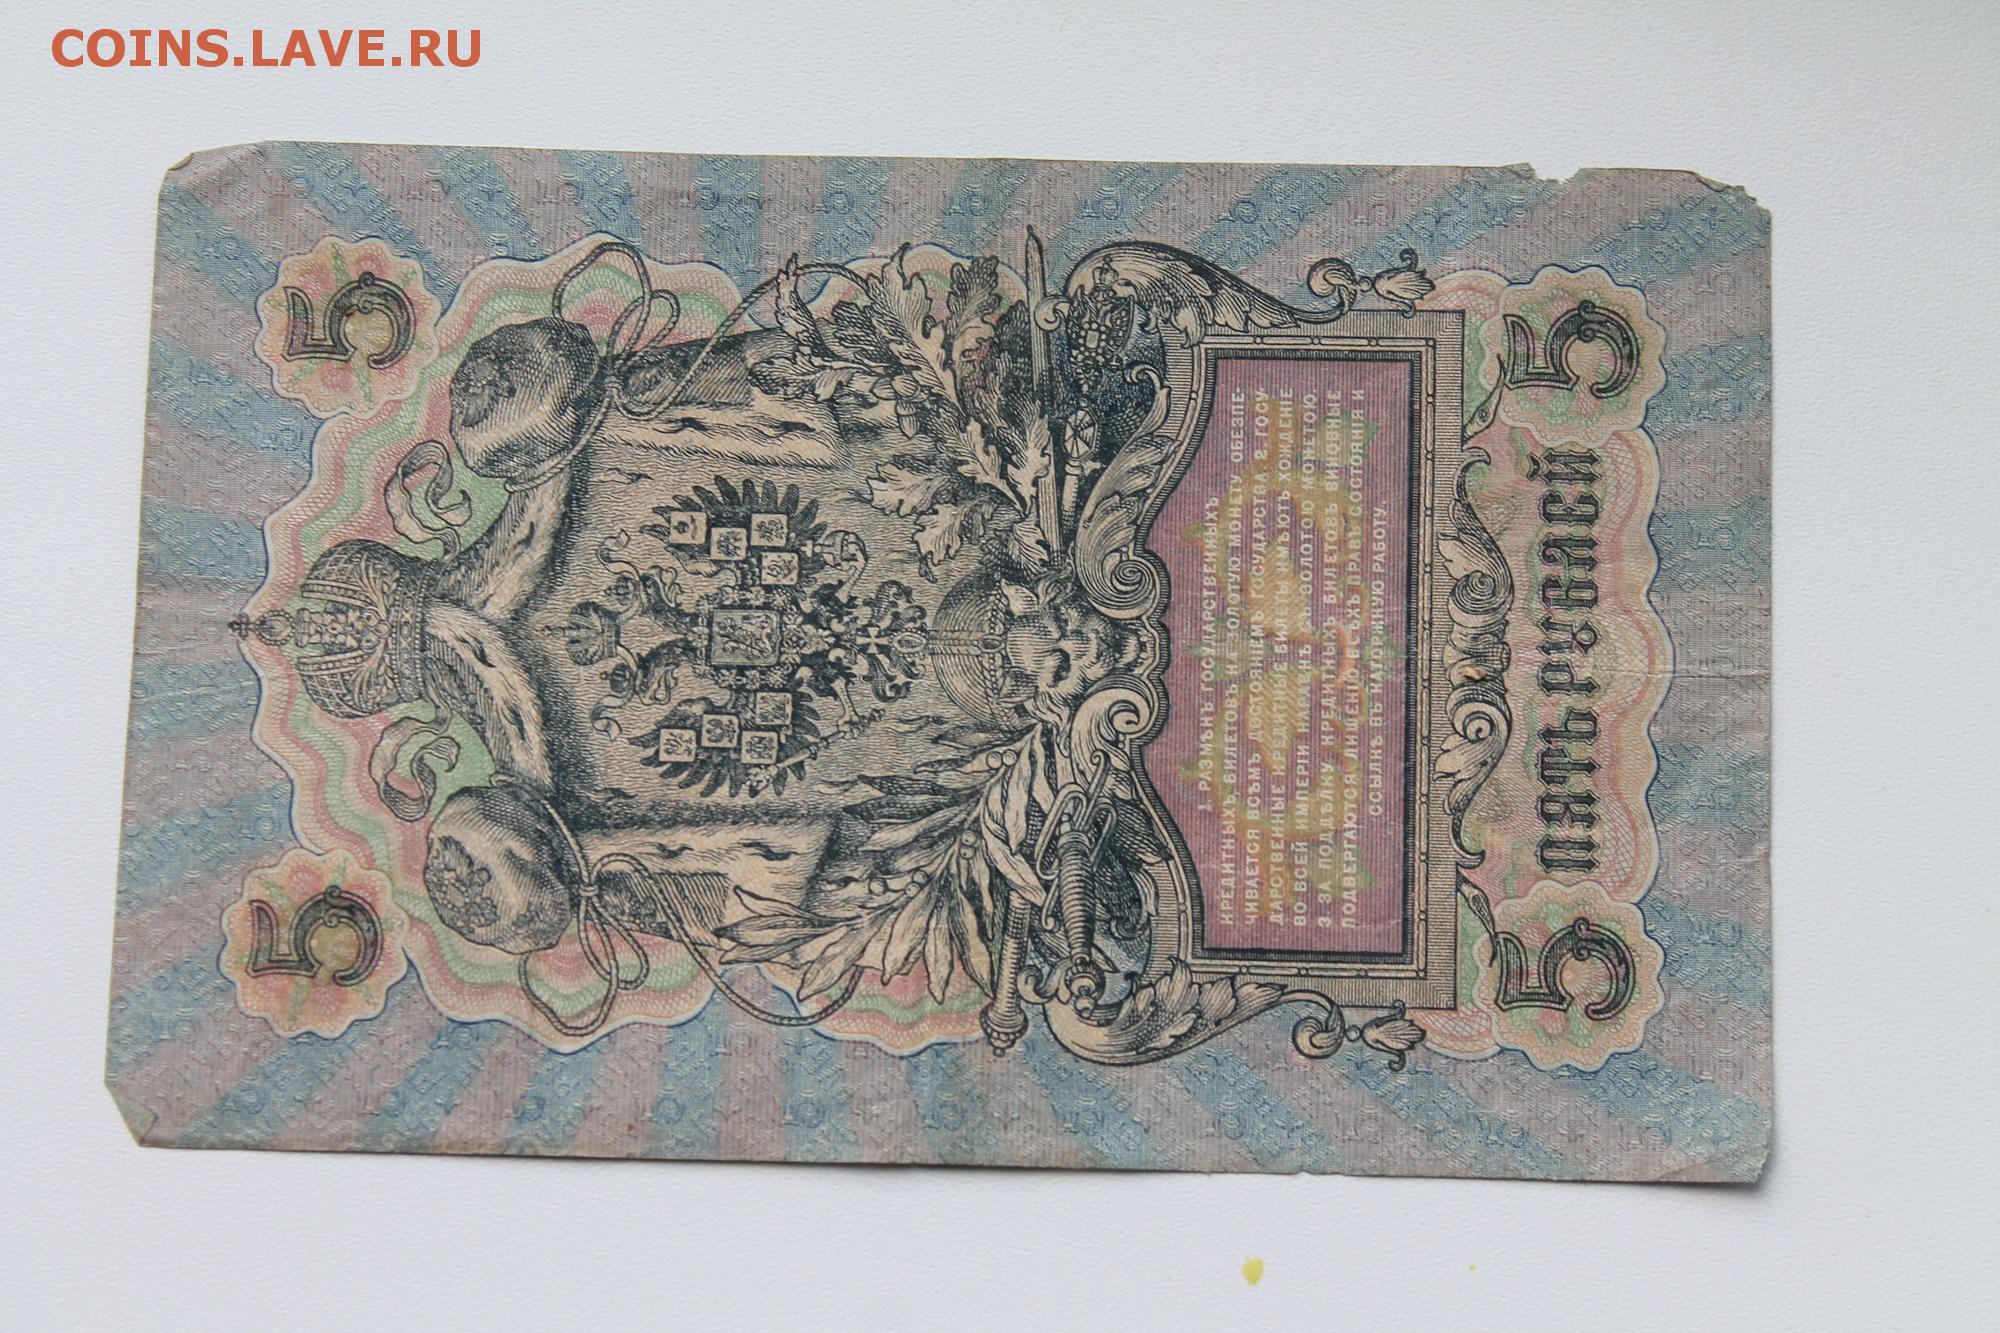 COINS.LAVE.RU
5 5
1. РАЗМѢНЪ ГОСУДАРСТВЕННЫХЪ
КРЕДИТНЫХЪ БИЛЕТОВЪ НА ЗОЛОТУЮ МОНЕТУ ОБЕЗПЕ-
ЧИВАЕТСЯ ВСѢМЪ ДОСТОЯНІЕМЪ ГОСУДАРСТВА. 2. ГОСУ-
ДАРСТВЕННЫЕ КРЕДИТНЫЕ БИЛЕТЫ ИМѢЮТЪ ХОЖДЕНІЕ
ВО ВСЕЙ ИМПЕРІИ НАРАВНѢ СЪ ЗОЛОТОЮ МОНЕТОЮ.
3. ЗА ПОДДѢЛКУ КРЕДИТНЫХЪ БИЛЕТОВЪ ВИНОВНЫЕ
ПОДВЕРГАЮТСЯ ЛИШЕНІЮ ВСѢХЪ ПРАВЪ СОСТОЯНІЯ И
ССЫЛКѢ ВЪ КАТОРЖНУЮ РАБОТУ.
5 ПЯТЬ РУБЛЕЙ 5